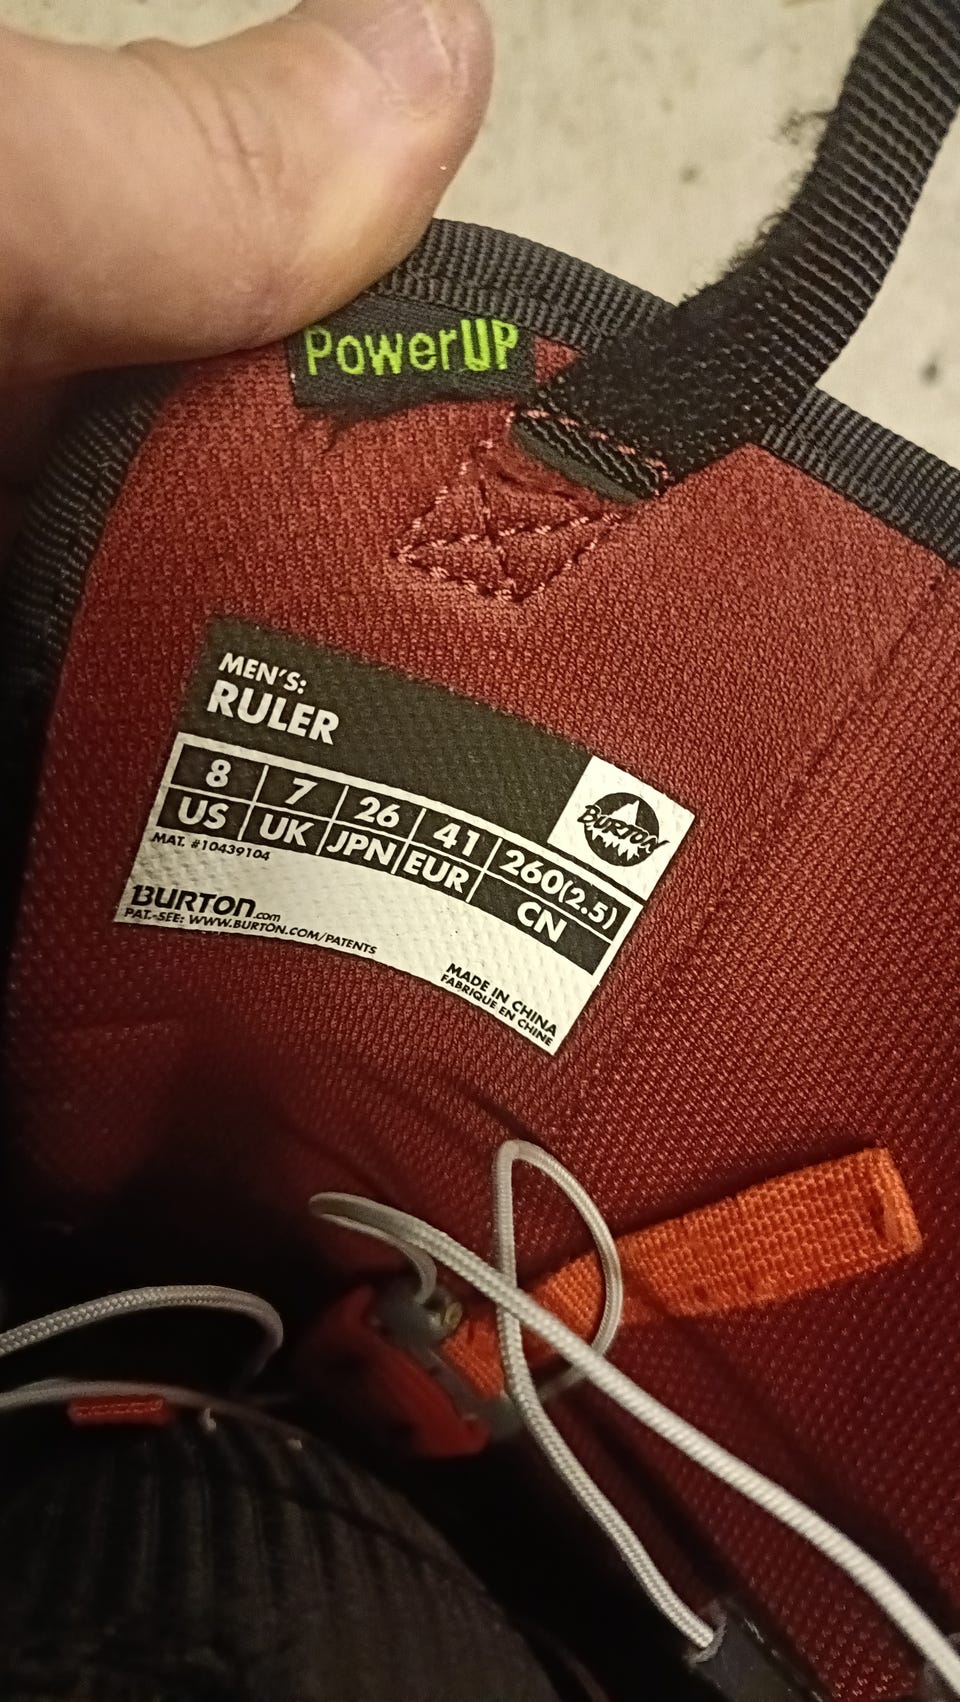 PowerUP
MEN'S:
RULER
BURTON
8 7 26 41 260(2.5)
US UK JPN EUR CN
MAT. #10439104
BURTON.com
PAT.-SEE: WWW.BURTON.COM/PATENTS
MADE IN CHINA
FABRIQUE EN CHINE